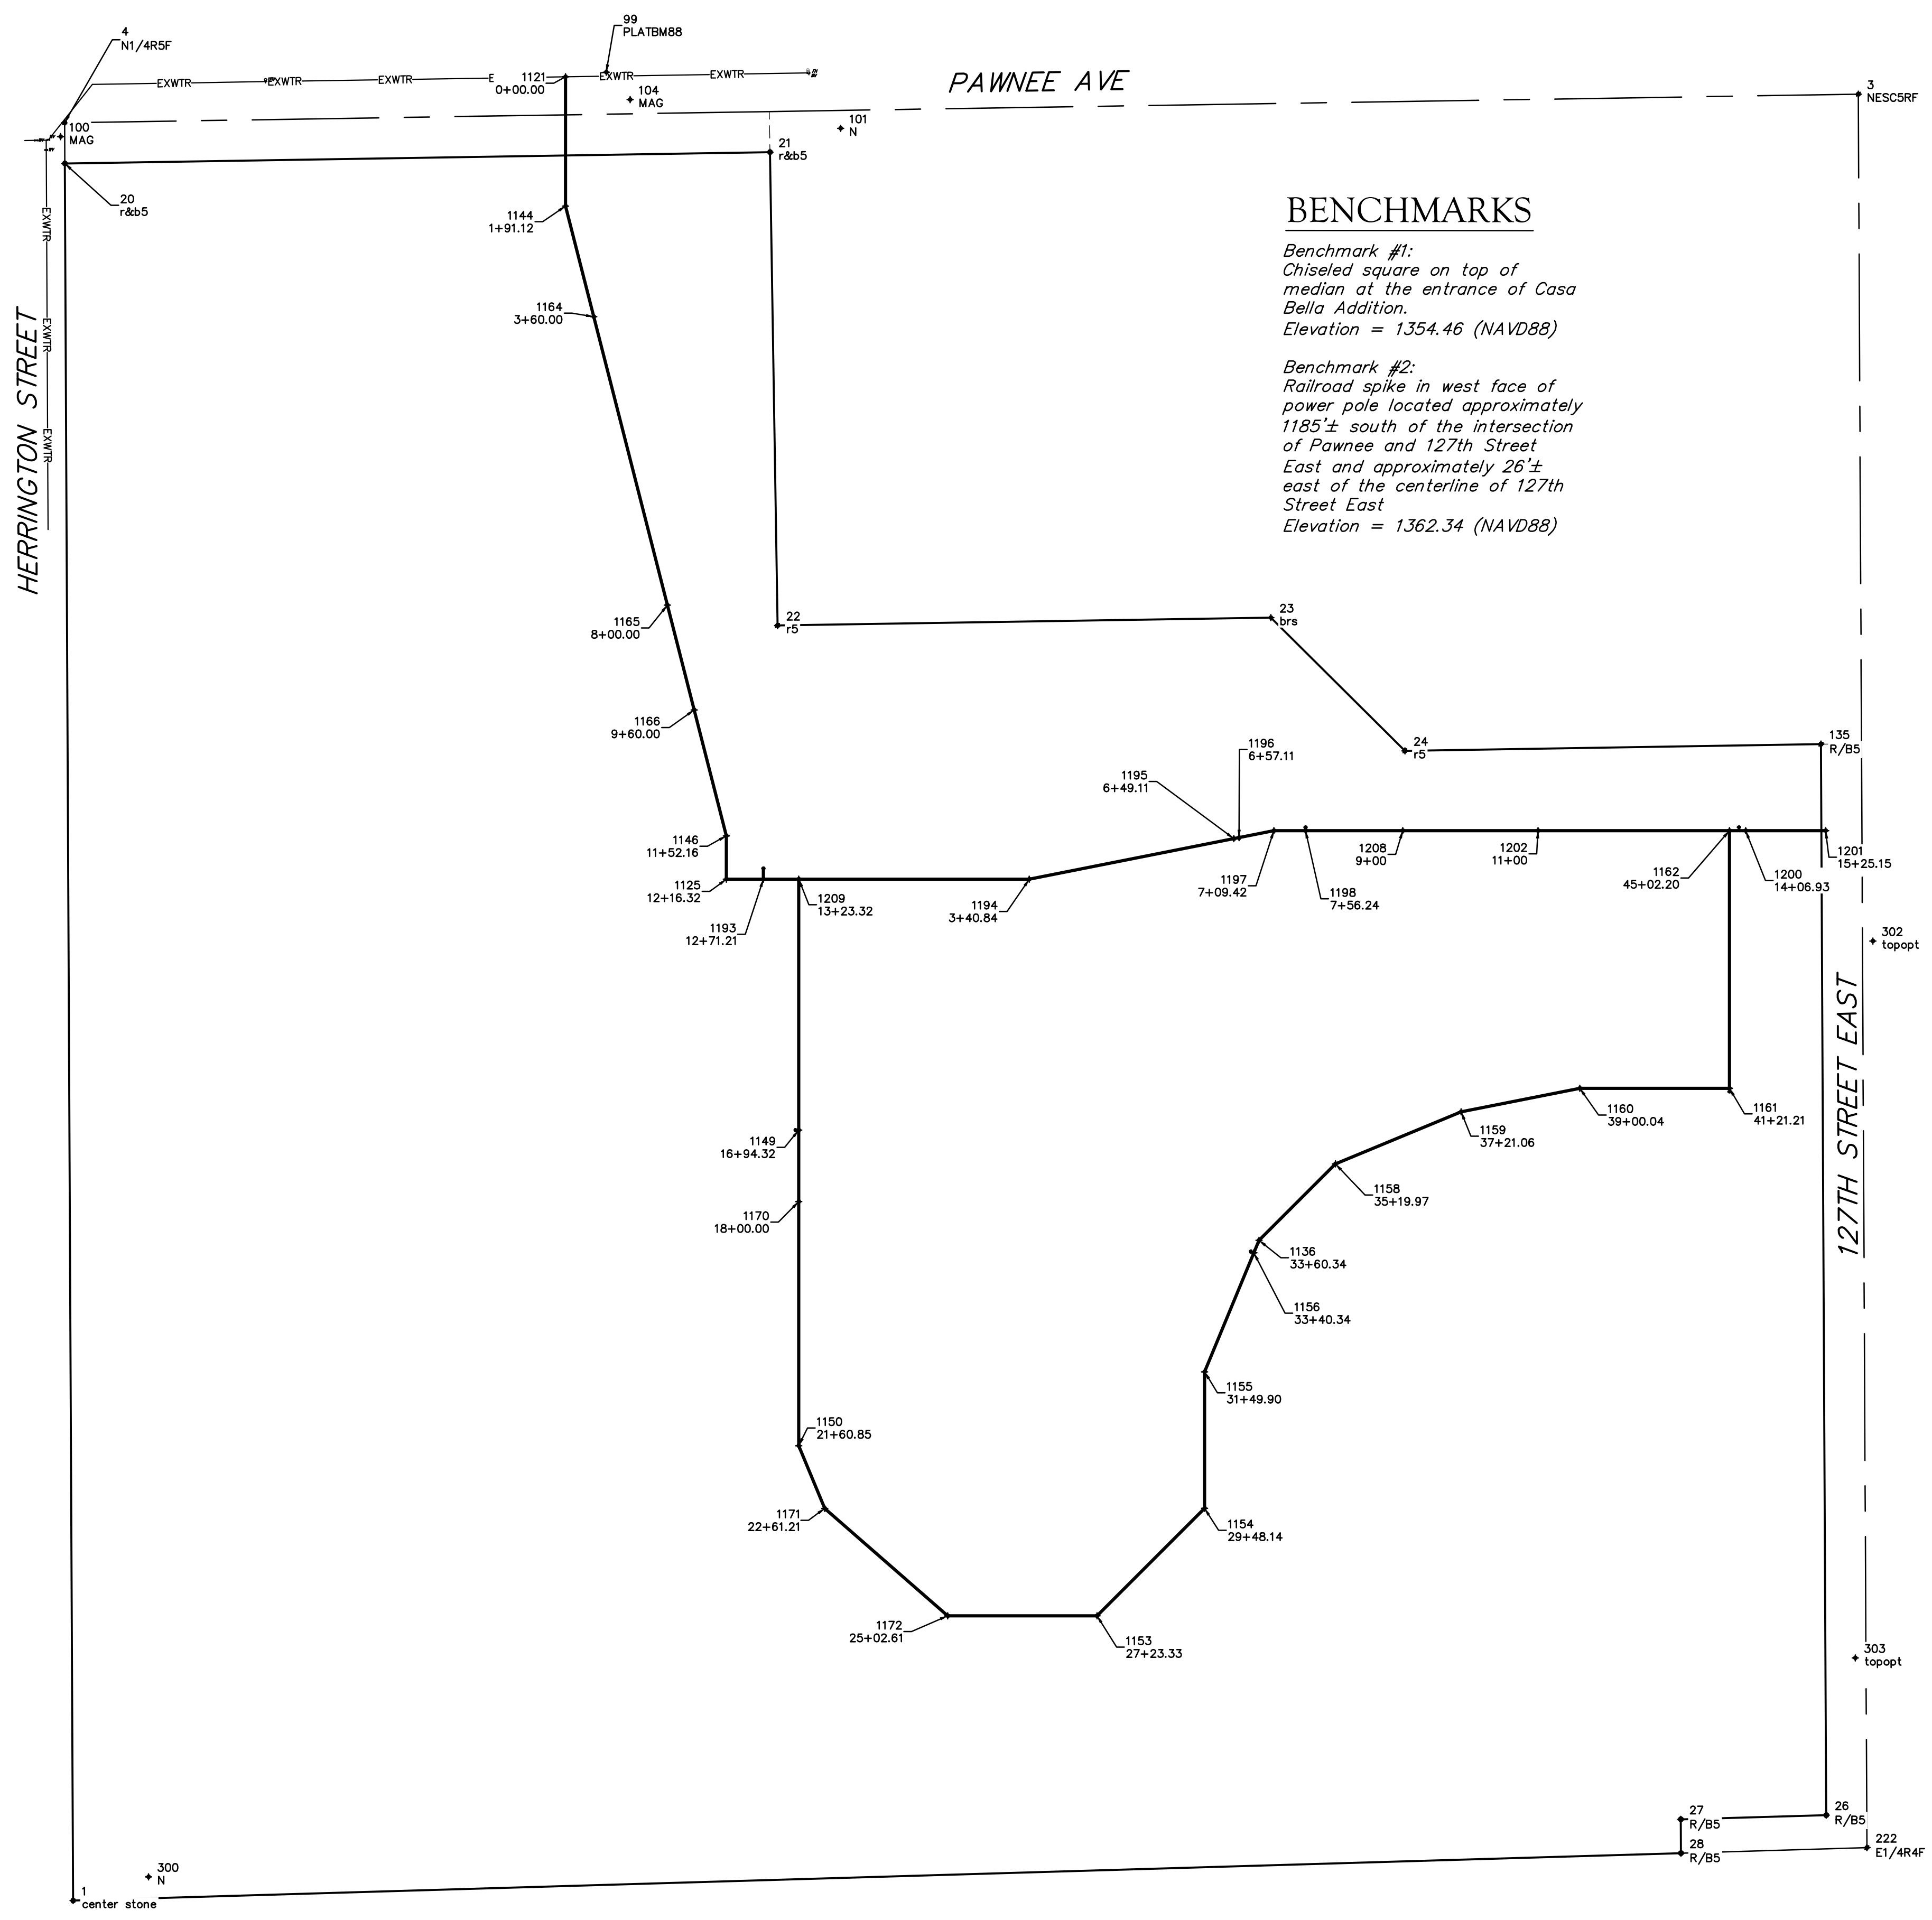 4
N1/4R5F
99
PLATBM88
EXWTR
EXWTR
EXWTR
E
1121
0+00.00
EXWTR
EXWTR
PAWNEE AVE
3
NESC5RF
104
MAG
100
MAG
101
N
21
r&b5
20
r&b5
1144
1+91.12
EXWTR
EXWTR
EXWTR
HERRINGTON STREET
BENCHMARKS
Benchmark #1:
Chiseled square on top of
median at the entrance of Casa
Bella Addition.
Elevation = 1354.46 (NAVD88)
Benchmark #2:
Railroad spike in west face of
power pole located approximately
1185'± south of the intersection
of Pawnee and 127th Street
East and approximately 26'±
east of the centerline of 127th
Street East
Elevation = 1362.34 (NAVD88)
1164
3+60.00
1165
8+00.00
22
r5
23
brs
1166
9+60.00
24
r5
135
R/B5
1196
6+57.11
1195
6+49.11
1146
11+52.16
1125
12+16.32
1193
12+71.21
1209
13+23.32
1194
3+40.84
1197
7+09.42
1198
7+56.24
1208
9+00
1202
11+00
1162
45+02.20
1200
14+06.93
1201
15+25.15
302
topopt
127TH STREET EAST
1149
16+94.32
1170
18+00.00
1161
41+21.21
1160
39+00.04
1159
37+21.06
1158
35+19.97
1136
33+60.34
1156
33+40.34
1155
31+49.90
1150
21+60.85
1171
22+61.21
1154
29+48.14
1172
25+02.61
1153
27+23.33
303
topopt
27
R/B5
26
R/B5
28
R/B5
222
E1/4R4F
300
N
1
center stone